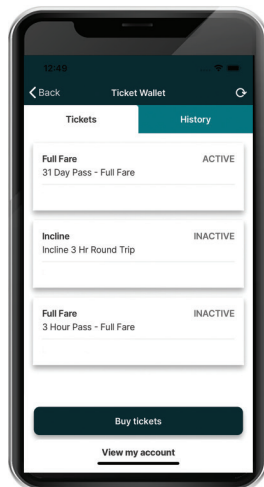 12:49
Back Ticket Wallet
Tickets History
Full Fare ACTIVE
31 Day Pass - Full Fare
Incline INACTIVE
Incline 3 Hr Round Trip
Full Fare INACTIVE
3 Hour Pass - Full Fare
Buy tickets
View my account